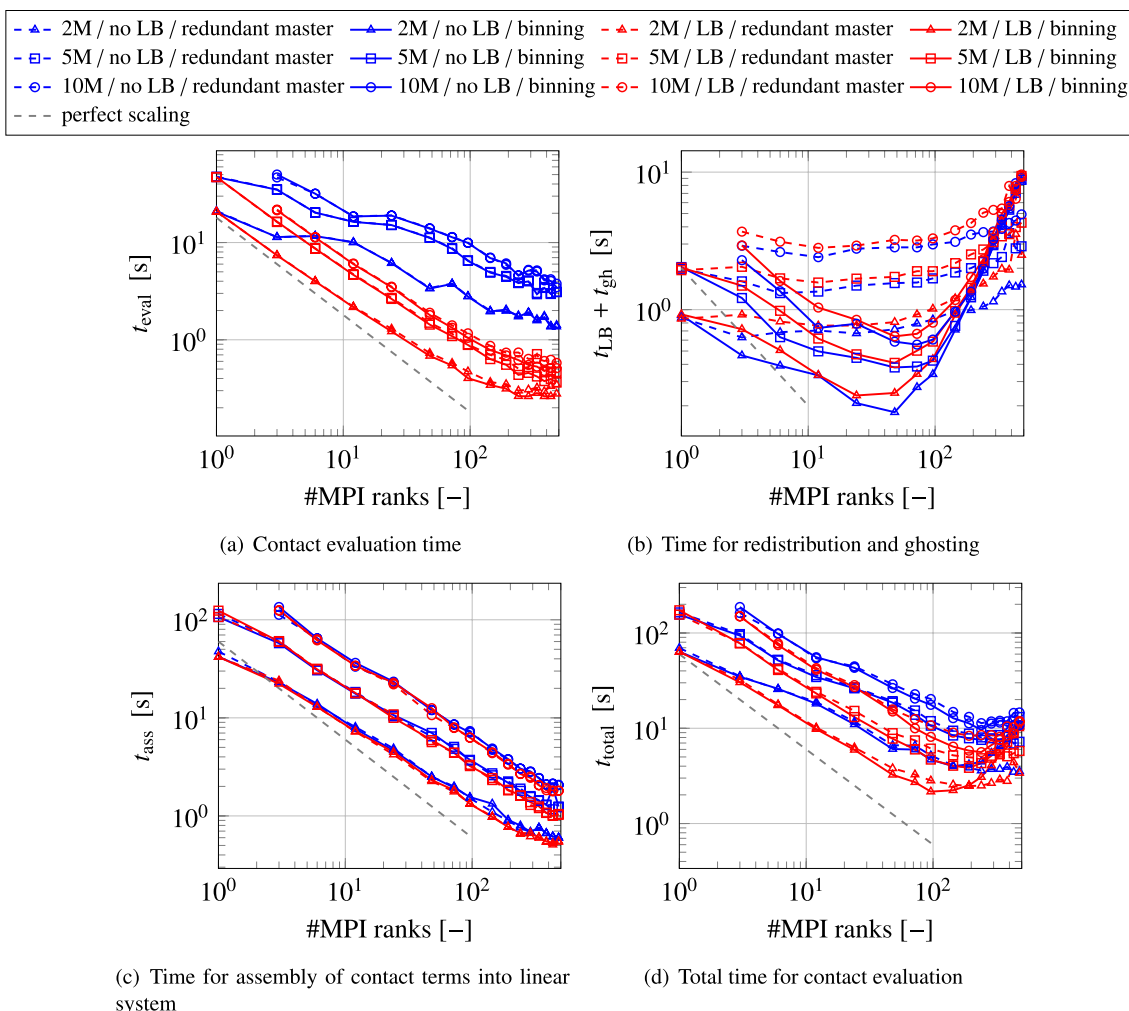 2M / no LB / redundant master 2M / no LB / binning 2M / LB / redundant master 2M / LB / binning
5M / no LB / redundant master 5M / no LB / binning 5M / LB / redundant master 5M / LB / binning
10M / no LB / redundant master 10M / no LB / binning 10M / LB / redundant master 10M / LB / binning
perfect scaling
t_eval [s]
10^1
10^0
10^0 10^1 10^2
#MPI ranks [−]
(a) Contact evaluation time
t_LB + t_gh [s]
10^1
10^0
10^0 10^1 10^2
#MPI ranks [−]
(b) Time for redistribution and ghosting
t_ass [s]
10^2
10^1
10^0
10^0 10^1 10^2
#MPI ranks [−]
(c) Time for assembly of contact terms into linear
system
t_total [s]
10^2
10^1
10^0
10^0 10^1 10^2
#MPI ranks [−]
(d) Total time for contact evaluation